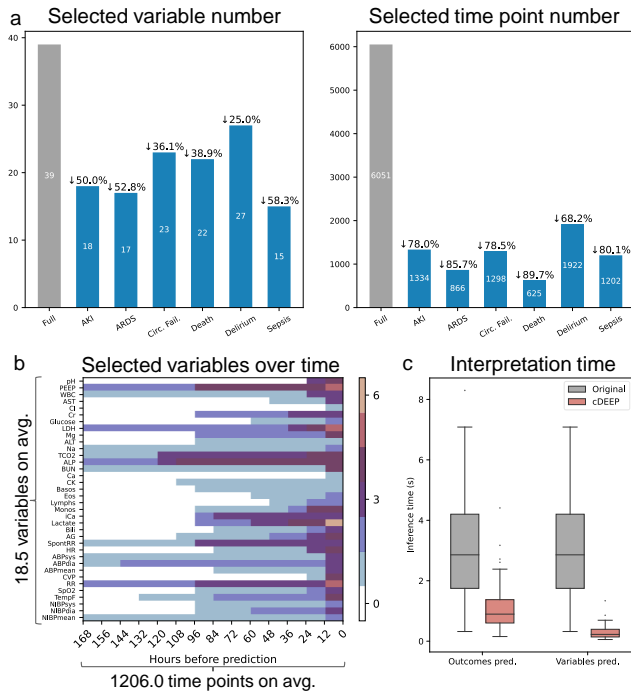 a
Selected variable number
40
30
20
10
0
39
↓50.0%
18
↓52.8%
17
↓36.1%
23
↓38.9%
22
↓25.0%
27
↓58.3%
15
Full
AKI
ARDS
Circ. Fail.
Death
Delirium
Sepsis
Selected time point number
6000
5000
4000
3000
2000
1000
0
6051
↓78.0%
1334
↓85.7%
866
↓78.5%
1298
↓89.7%
625
↓68.2%
1922
↓80.1%
1202
Full
AKI
ARDS
Circ. Fail.
Death
Delirium
Sepsis
b
Selected variables over time
18.5 variables on avg.
pH
PEEP
WBC
AST
Cl
Cr
Glucose
LDH
Mg
ALT
Na
TCO2
ALP
BUN
Ca
CK
Basos
Eos
Lymphs
Monos
iCa
Lactate
Bili
AG
SpontRR
HR
ABPsys
ABPdia
ABPmean
CVP
RR
SpO2
TempF
NIBPsys
NIBPdia
NIBPmean
168 156 144 132 120 108 96 84 72 60 48 36 24 12 0
Hours before prediction
1206.0 time points on avg.
6
3
0
c
Interpretation time
Original
cDEEP
Inference time (s)
8
6
4
2
0
Outcomes pred.
Variables pred.